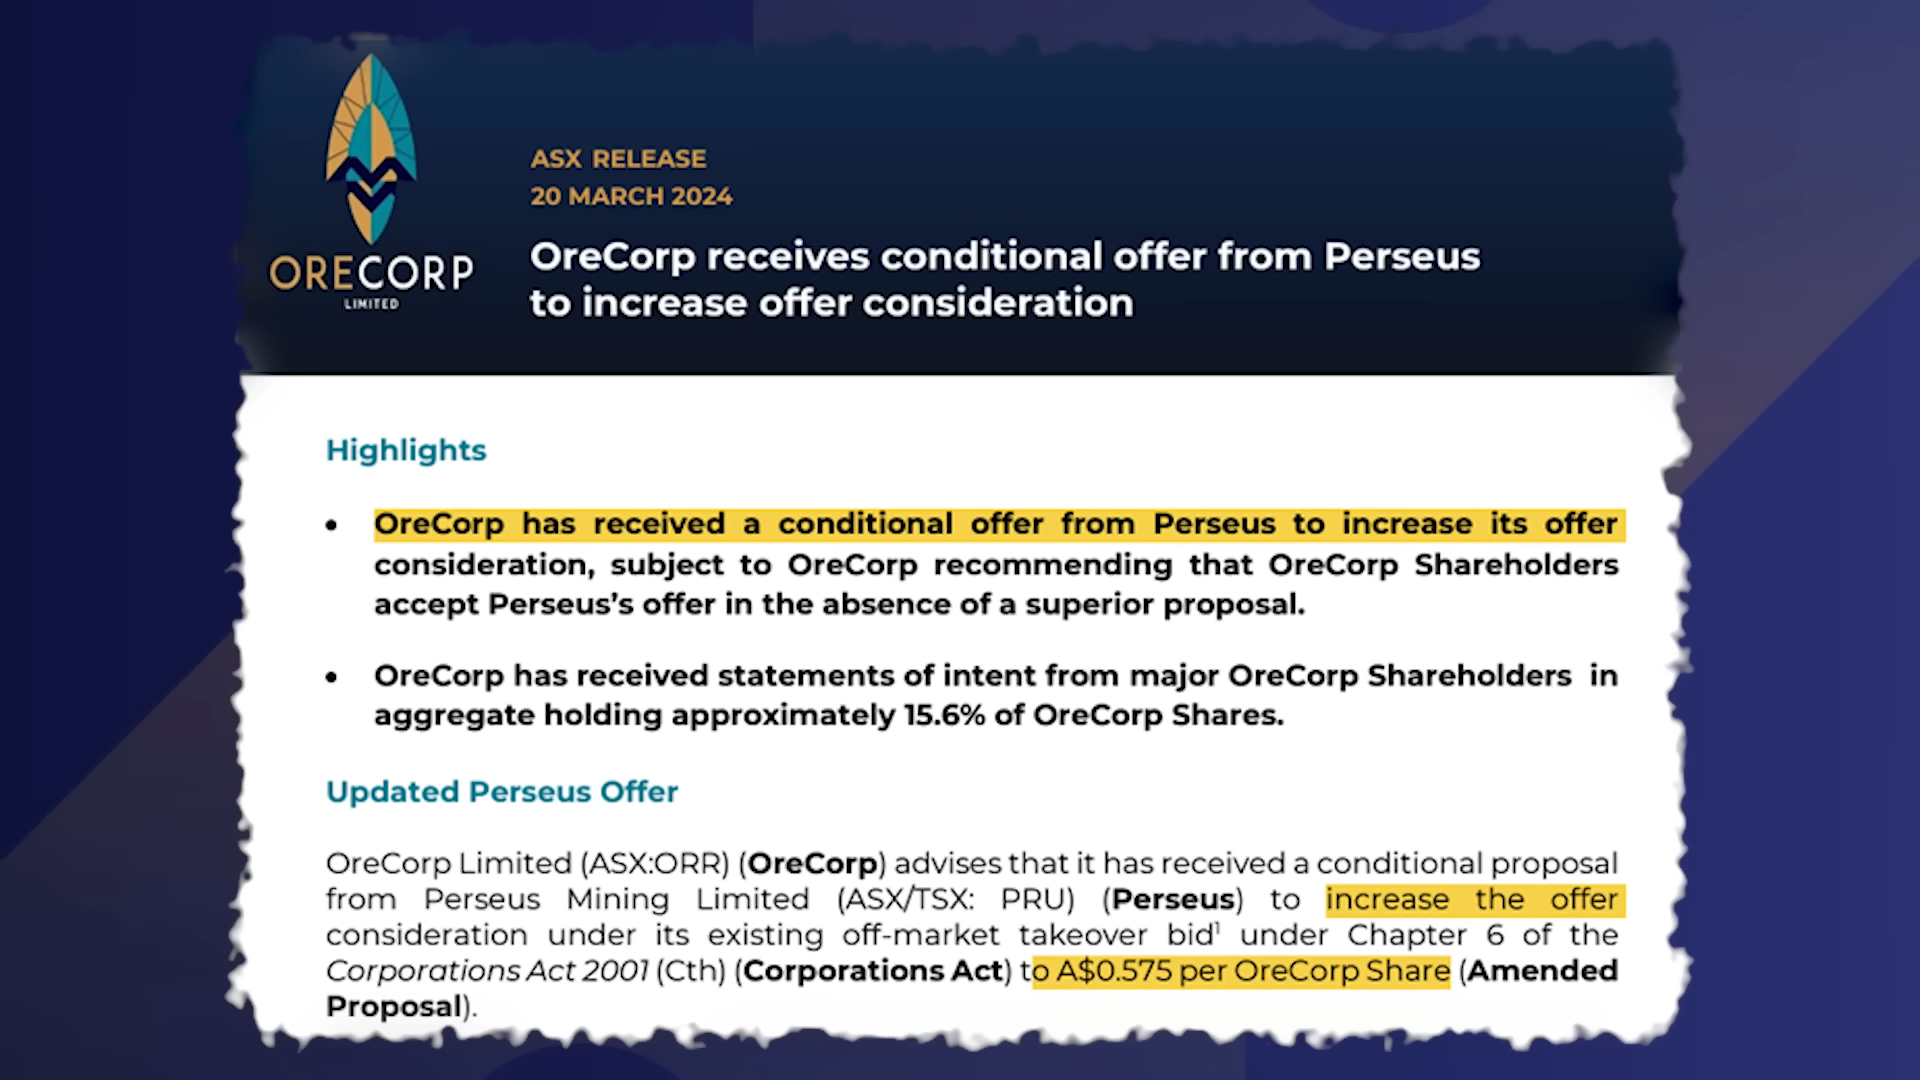 ORECORP
LIMITED
ASX RELEASE
20 MARCH 2024
OreCorp receives conditional offer from Perseus
to increase offer consideration
Highlights
• OreCorp has received a conditional offer from Perseus to increase its offer
consideration, subject to OreCorp recommending that OreCorp Shareholders
accept Perseus’s offer in the absence of a superior proposal.
• OreCorp has received statements of intent from major OreCorp Shareholders in
aggregate holding approximately 15.6% of OreCorp Shares.
Updated Perseus Offer
OreCorp Limited (ASX:ORR) (OreCorp) advises that it has received a conditional proposal
from Perseus Mining Limited (ASX/TSX: PRU) (Perseus) to increase the offer
consideration under its existing off-market takeover bid¹ under Chapter 6 of the
Corporations Act 2001 (Cth) (Corporations Act) to A$0.575 per OreCorp Share (Amended
Proposal).